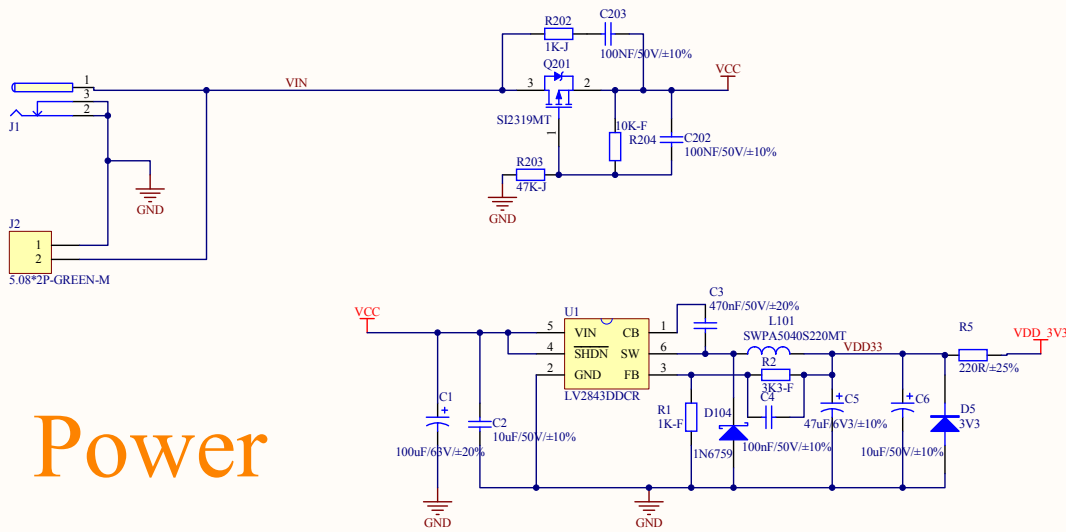 R202
1K-J
C203
100NF/50V/±10%
Q201
3
2
1
SI2319MT
VIN
VCC
1
3
2
J1
GND
10K-F
R204
C202
100NF/50V/±10%
R203
47K-J
GND
J2
1
2
5.08*2P-GREEN-M
VCC
U1
5
VIN
CB
1
4
SHDN
SW
6
2
GND
FB
3
LV2843DDCR
C3
470nF/50V/±20%
L101
SWPA5040S220MT
VDD33
R5
220R/±25%
VDD_3V3
R2
3K3-F
C4
100nF/50V/±10%
R1
1K-F
D104
1N6759
C5
47uF/6V3/±10%
C6
10uF/50V/±10%
D5
3V3
C1
100uF/63V/±20%
C2
10uF/50V/±10%
GND
GND
Power